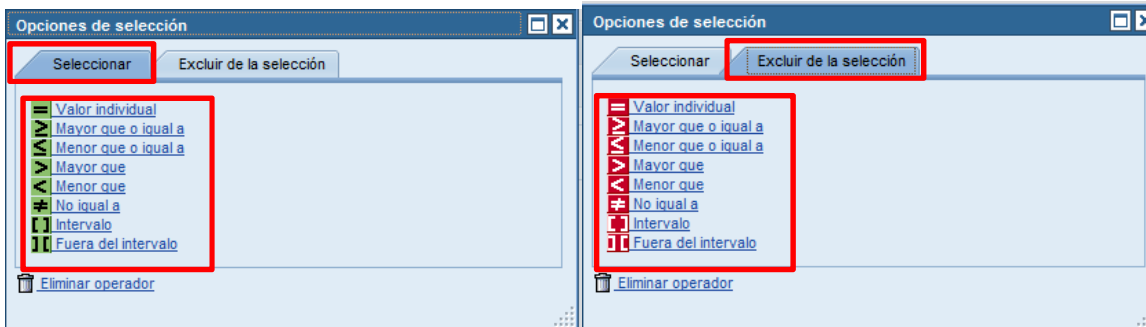 Opciones de selección
Seleccionar Excluir de la selección
= Valor individual
≥ Mayor que o igual a
≤ Menor que o igual a
> Mayor que
< Menor que
≠ No igual a
[ ] Intervalo
] [ Fuera del intervalo
Eliminar operador
Opciones de selección
Seleccionar Excluir de la selección
= Valor individual
≥ Mayor que o igual a
≤ Menor que o igual a
> Mayor que
< Menor que
≠ No igual a
[ ] Intervalo
] [ Fuera del intervalo
Eliminar operador